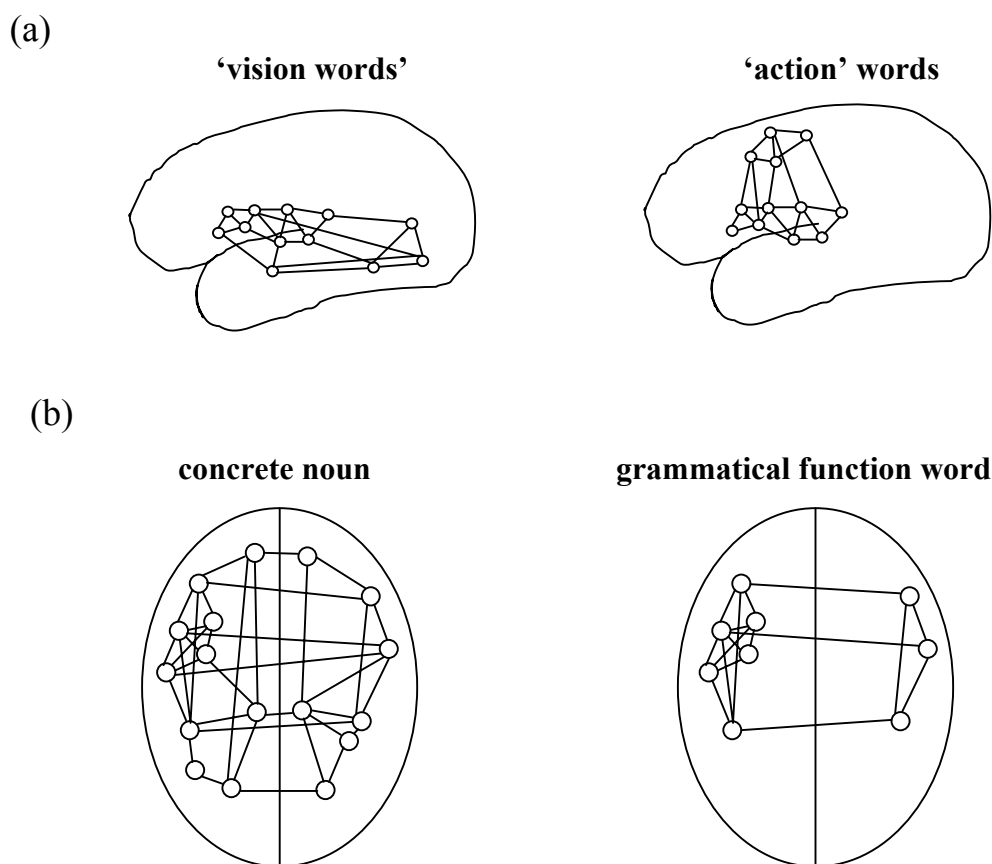 (a)
‘vision words’ ‘action’ words
(b)
concrete noun grammatical function word